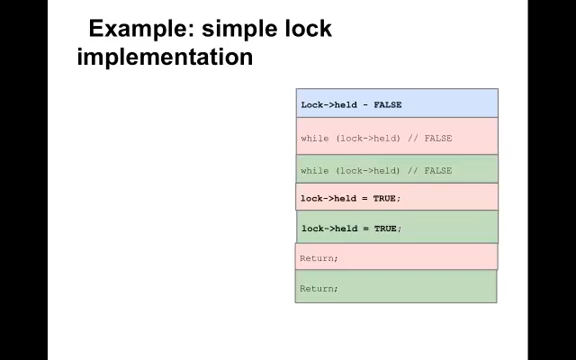 Example: simple lock
implementation
Lock->held - FALSE
while (lock->held) // FALSE
while (lock->held) // FALSE
lock->held = TRUE;
lock->held = TRUE;
Return;
Return;